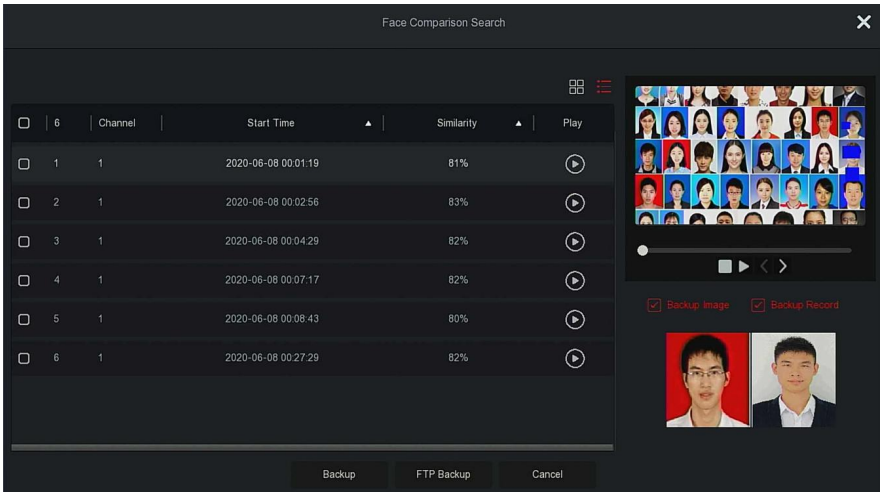 Face Comparison Search
6 Channel Start Time Similarity Play
1 1 2020-06-08 00:01:19 81%
2 1 2020-06-08 00:02:56 83%
3 1 2020-06-08 00:04:29 82%
4 1 2020-06-08 00:07:17 82%
5 1 2020-06-08 00:08:43 80%
6 1 2020-06-08 00:27:29 82%
Backup Image Backup Record
Backup FTP Backup Cancel